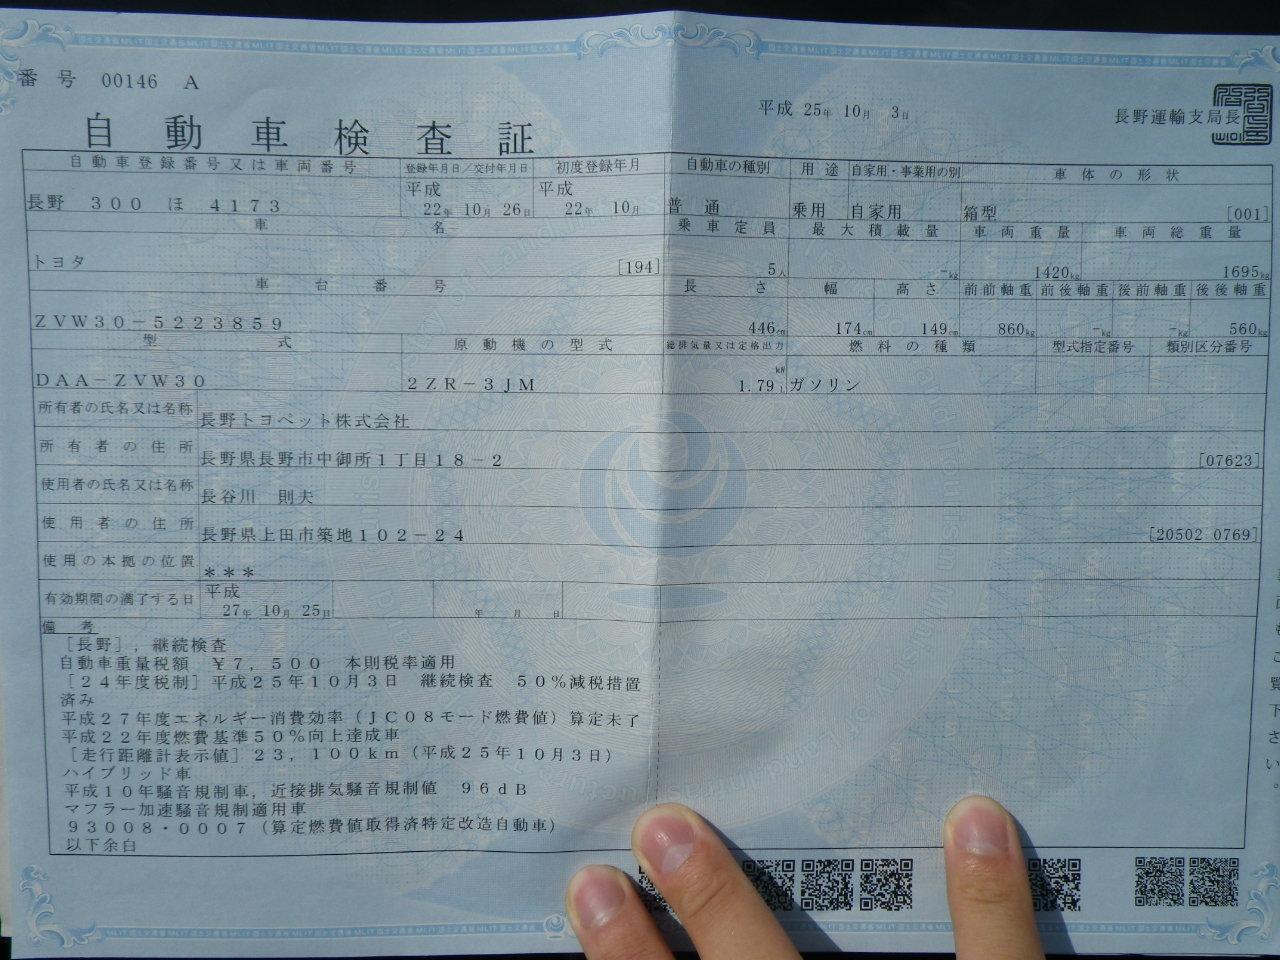 番号 00146 A
平成 25年 10月 3日
長野運輸支局長
自動車検査証
自動車登録番号又は車両番号 登録年月日/交付年月日 初度登録年月 自動車の種別 用途 自家用・事業用の別 車体の形状
長野 300 ほ 4173 平成 22年 10月 26日 平成 22年 10月 普通 乗用 自家用 箱型 [001]
車名 乗車定員 最大積載量 車両重量 車両総重量
トヨタ [194] 5人 -kg 1420kg 1695kg
車台番号 長さ 幅 高さ 前前軸重 前後軸重 後前軸重 後後軸重
ZVW30-5223859 446cm 174cm 149cm 860kg -kg -kg 560kg
型式 原動機の型式 総排気量又は定格出力 燃料の種類 型式指定番号 類別区分番号
DAA-ZVW30 2ZR-3JM 1.79 kW l ガソリン
所有者の氏名又は名称 長野トヨペット株式会社
所有者の住所 長野県長野市中御所1丁目18-2 [07623]
使用者の氏名又は名称 長谷川 則夫
使用者の住所 長野県上田市築地102-24 [20502 0769]
使用の本拠の位置 ***
有効期間の満了する日 平成 27年 10月 25日 年 月 日
備考
[長野],継続検査
自動車重量税額 ¥7,500 本則税率適用
[24年度税制]平成25年10月3日 継続検査 50%減税措置
済み
平成27年度エネルギー消費効率(JC08モード燃費値)算定未了
平成22年度燃費基準50%向上達成車
[走行距離計表示値]23,100km(平成25年10月3日)
ハイブリッド車
平成10年騒音規制車,近接排気騒音規制値 96dB
マフラー加速騒音規制適用車
93008・0007(算定燃費値取得済特定改造自動車)
以下余白